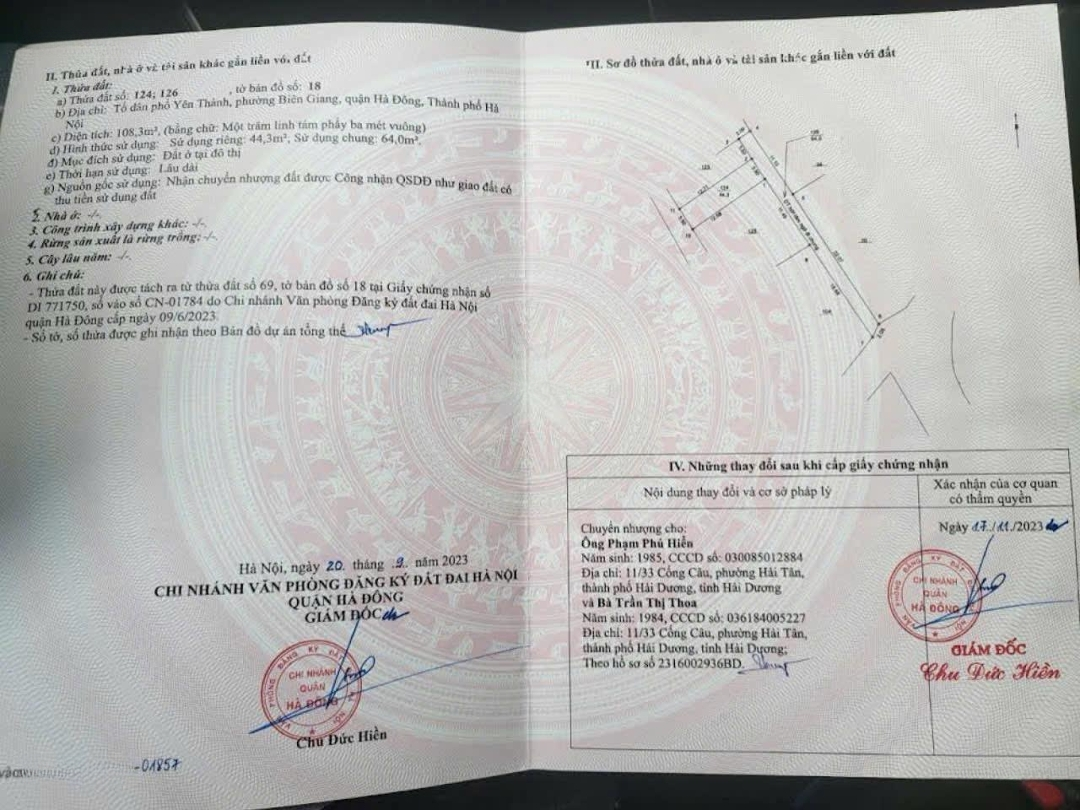 II. Thửa đất, nhà ở và tài sản khác gắn liền với đất
1. Thửa đất:
a) Thửa đất số: 124; 126 , tờ bản đồ số: 18
b) Địa chỉ: Tổ dân phố Yên Thành, phường Biên Giang, quận Hà Đông, Thành phố Hà
Nội
c) Diện tích: 108,3m², (bằng chữ: Một trăm linh tám phẩy ba mét vuông)
d) Hình thức sử dụng: Sử dụng riêng: 44,3m²; Sử dụng chung: 64,0m².
đ) Mục đích sử dụng: Đất ở tại đô thị
e) Thời hạn sử dụng: Lâu dài
g) Nguồn gốc sử dụng: Nhận chuyển nhượng đất được Công nhận QSDĐ như giao đất có
thu tiền sử dụng đất
2. Nhà ở: -/-.
3. Công trình xây dựng khác: -/-.
4. Rừng sản xuất là rừng trồng: -/-.
5. Cây lâu năm: -/-.
6. Ghi chú:
- Thửa đất này được tách ra từ thửa đất số 69, tờ bản đồ số 18 tại Giấy chứng nhận số
DI 771750, số vào sổ CN-01784 do Chi nhánh Văn phòng Đăng ký đất đai Hà Nội
quận Hà Đông cấp ngày 09/6/2023.
- Số tờ, số thửa được ghi nhận theo Bản đồ dự án tổng thể
Hà Nội, ngày 20 tháng 9 năm 2023
CHI NHÁNH VĂN PHÒNG ĐĂNG KÝ ĐẤT ĐAI HÀ NỘI
QUẬN HÀ ĐÔNG
GIÁM ĐỐC
CHI NHÁNH
QUẬN
HÀ ĐÔNG
Chu Đức Hiền
-01857
III. Sơ đồ thửa đất, nhà ở và tài sản khác gắn liền với đất
IV. Những thay đổi sau khi cấp giấy chứng nhận
Nội dung thay đổi và cơ sở pháp lý
Xác nhận của cơ quan
có thẩm quyền
Chuyển nhượng cho:
Ông Phạm Phú Hiển
Năm sinh: 1985, CCCD số: 030085012884
Địa chỉ: 11/33 Cống Câu, phường Hải Tân,
thành phố Hải Dương, tỉnh Hải Dương
và Bà Trần Thị Thoa
Năm sinh: 1984, CCCD số: 036184005227
Địa chỉ: 11/33 Cống Câu, phường Hải Tân,
thành phố Hải Dương, tỉnh Hải Dương;
Theo hồ sơ số 2316002936BD.
Ngày 17/11/2023
CHI NHÁNH
QUẬN
HÀ ĐÔNG
GIÁM ĐỐC
Chu Đức Hiền